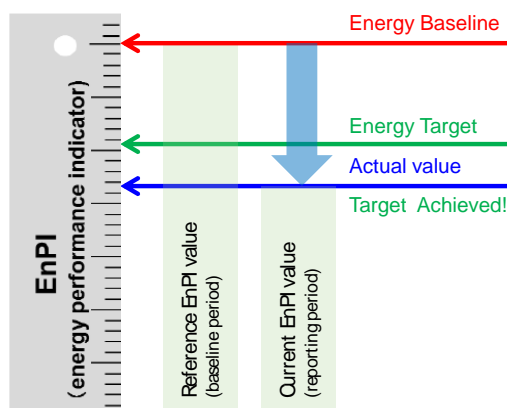 Energy Baseline
Energy Target
Actual value
Target Achieved!
EnPI
(energy performance indicator)
Reference EnPI value
(baseline period)
Current EnPI value
(reporting period)